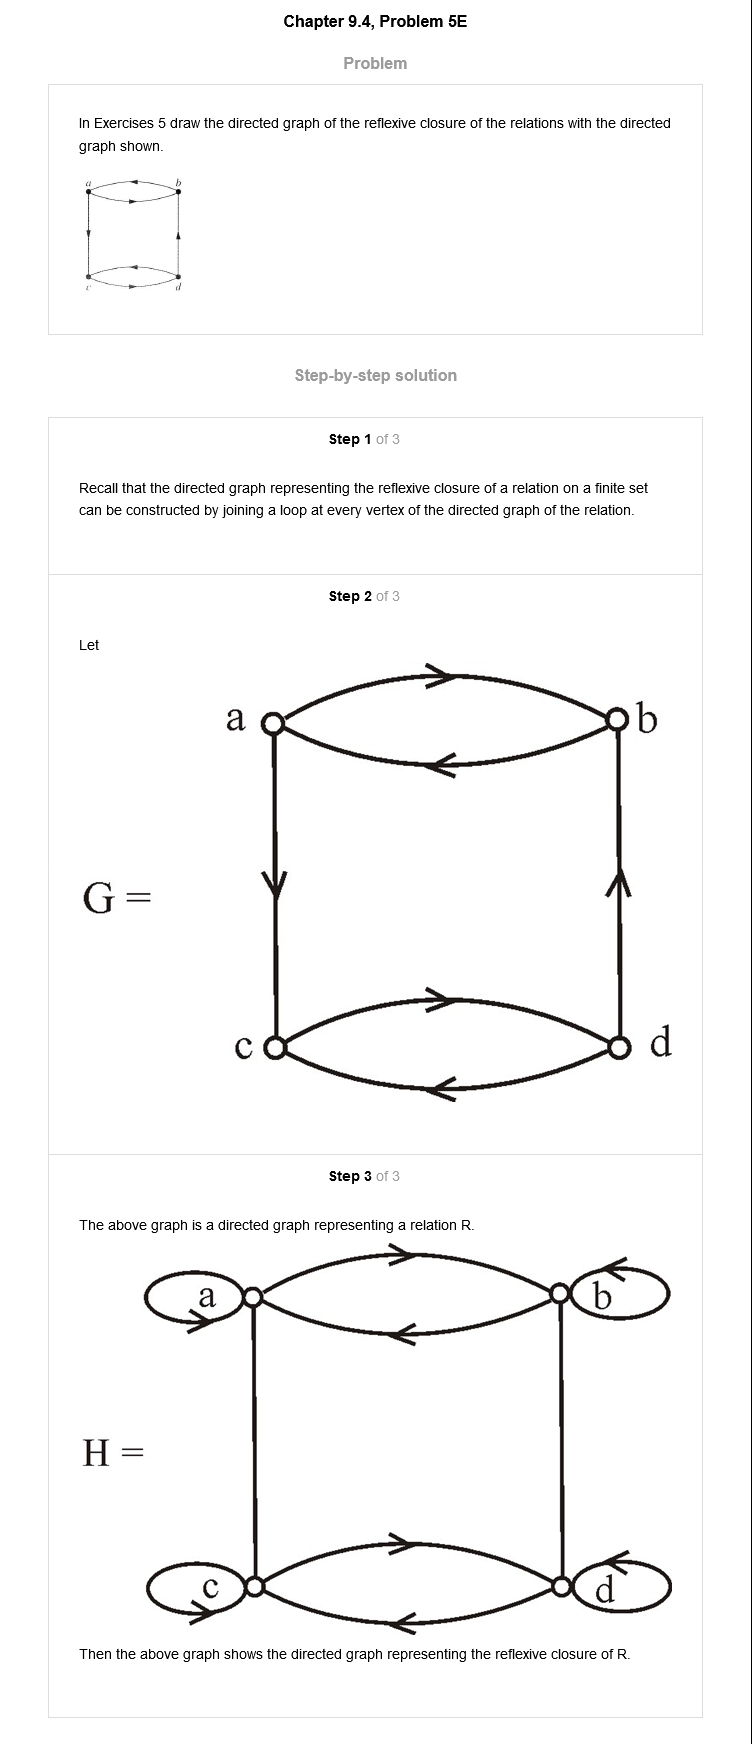 Chapter 9.4, Problem 5E
Problem
In Exercises 5 draw the directed graph of the reflexive closure of the relations with the directed
graph shown.
a b
c d
Step-by-step solution
Step 1 of 3
Recall that the directed graph representing the reflexive closure of a relation on a finite set
can be constructed by joining a loop at every vertex of the directed graph of the relation.
Step 2 of 3
Let
a b
G =
c d
Step 3 of 3
The above graph is a directed graph representing a relation R.
a b
H =
c d
Then the above graph shows the directed graph representing the reflexive closure of R.